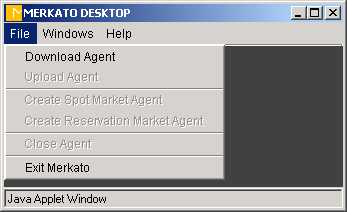 MERKATO DESKTOP
File Windows Help
Download Agent
Upload Agent
Create Spot Market Agent
Create Reservation Market Agent
Close Agent
Exit Merkato
Java Applet Window